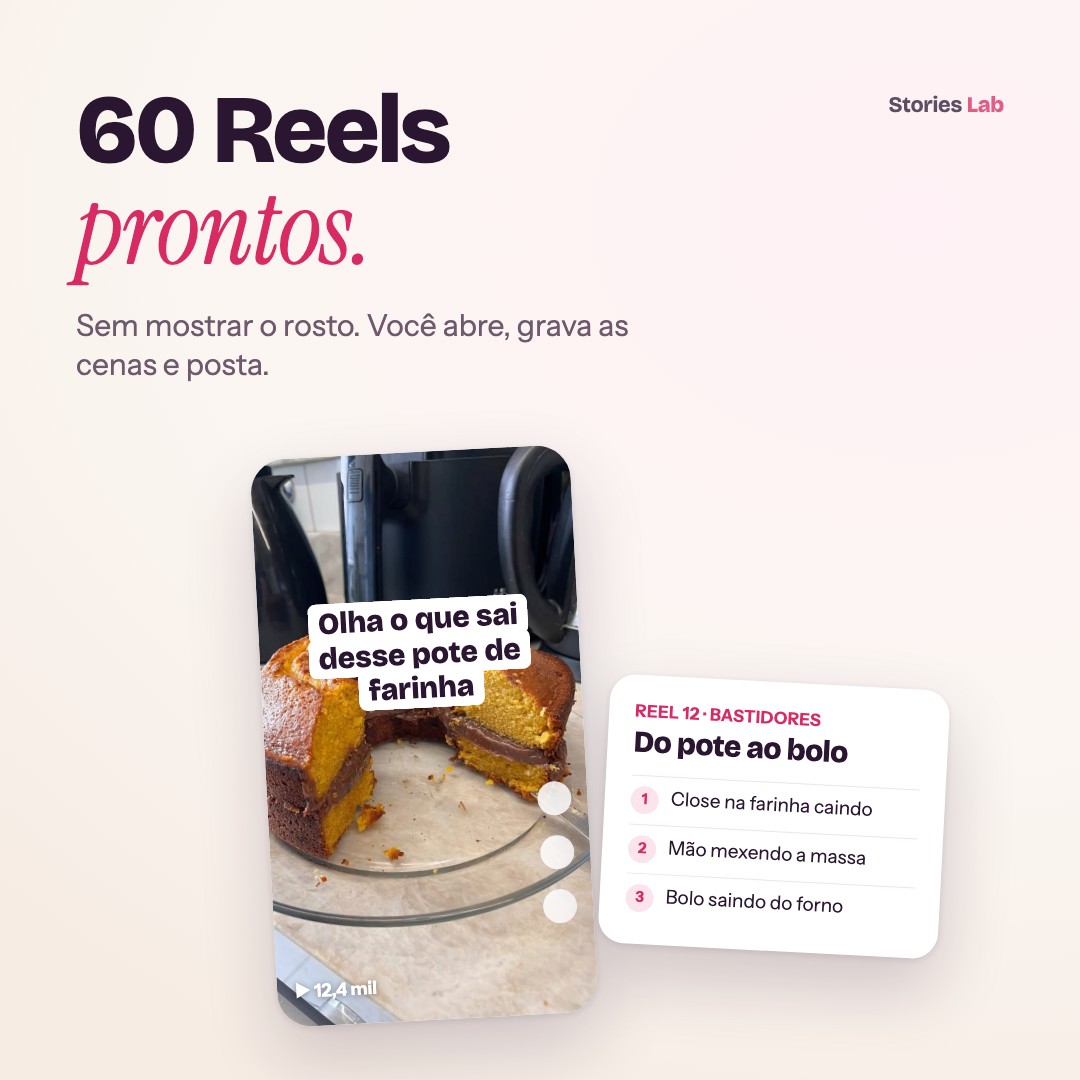 60 Reels
prontos.
Stories Lab
Sem mostrar o rosto. Você abre, grava as
cenas e posta.
Olha o que sai
desse pote de
farinha
12,4 mil
REEL 12 · BASTIDORES
Do pote ao bolo
1 Close na farinha caindo
2 Mão mexendo a massa
3 Bolo saindo do forno